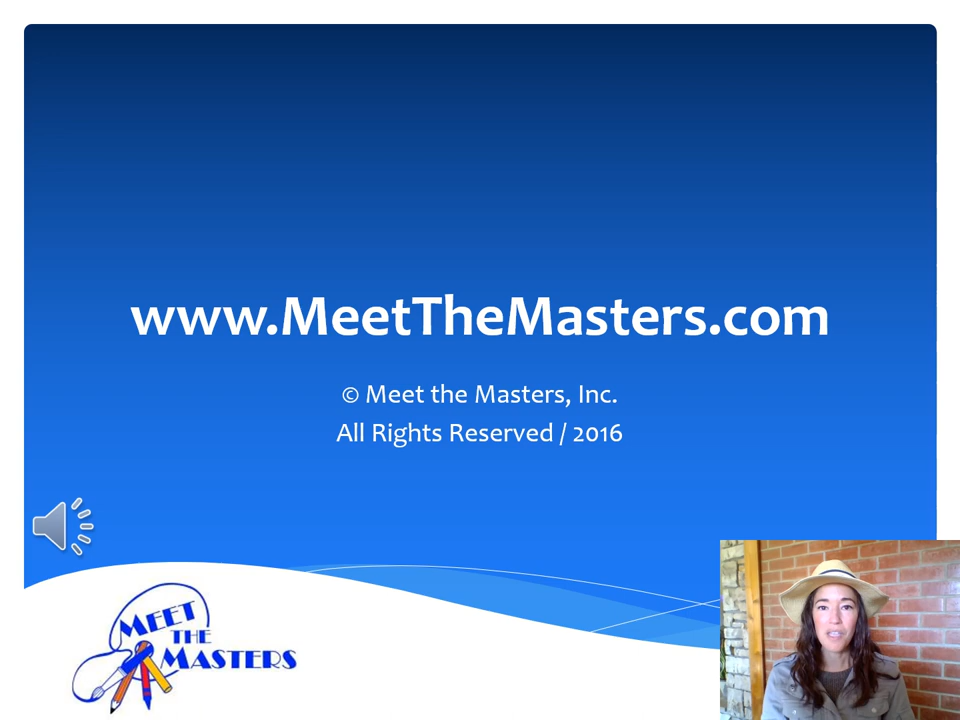 www.MeetTheMasters.com
© Meet the Masters, Inc.
All Rights Reserved / 2016
MEET
THE
MASTERS